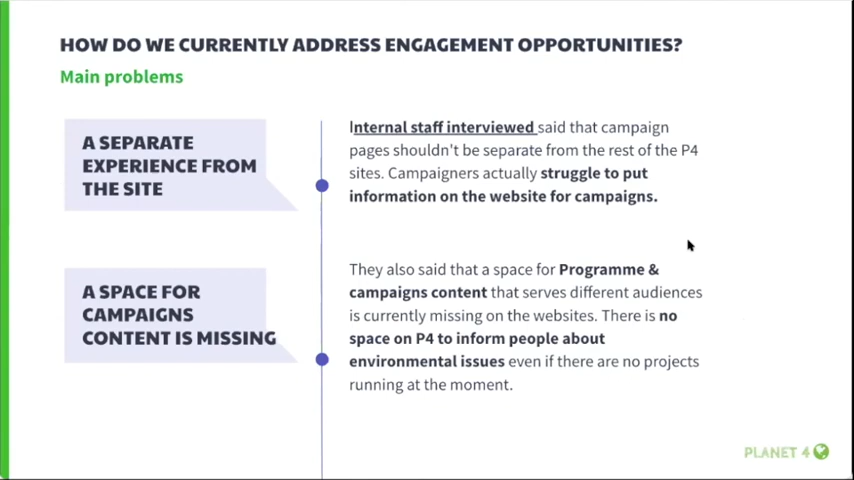 HOW DO WE CURRENTLY ADDRESS ENGAGEMENT OPPORTUNITIES?
Main problems
A SEPARATE
EXPERIENCE FROM
THE SITE
Internal staff interviewed said that campaign
pages shouldn't be separate from the rest of the P4
sites. Campaigners actually struggle to put
information on the website for campaigns.
A SPACE FOR
CAMPAIGNS
CONTENT IS MISSING
They also said that a space for Programme &
campaigns content that serves different audiences
is currently missing on the websites. There is no
space on P4 to inform people about
environmental issues even if there are no projects
running at the moment.
PLANET 4